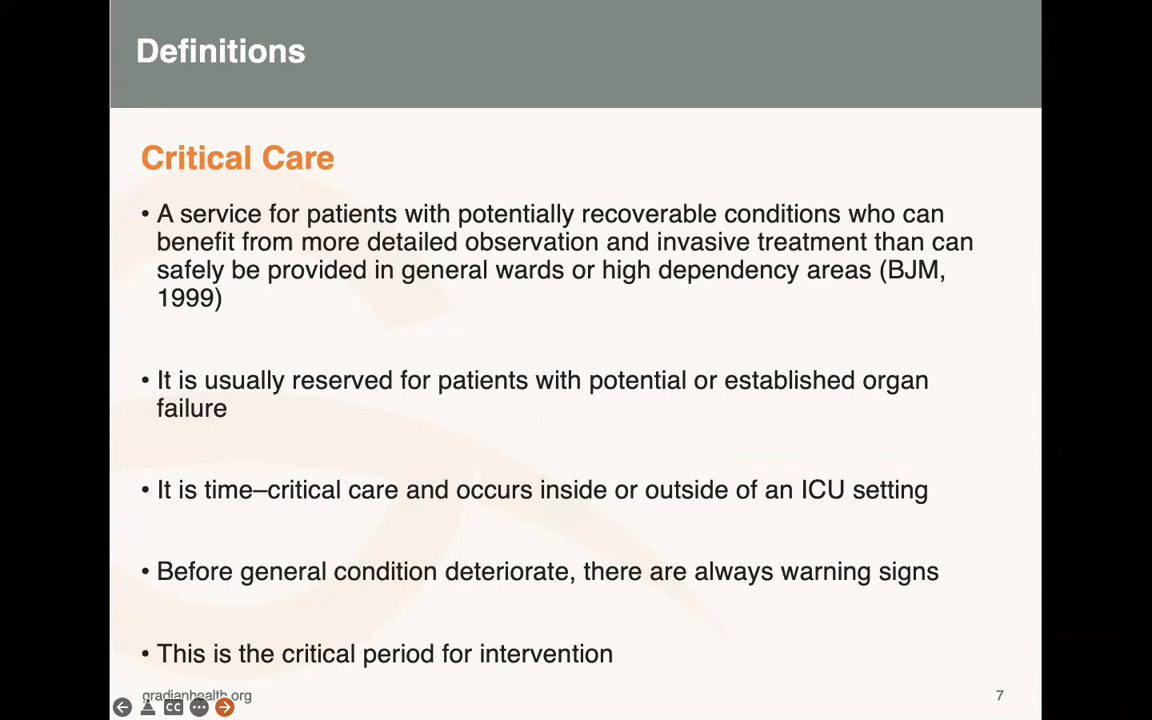 Definitions
Critical Care
• A service for patients with potentially recoverable conditions who can
benefit from more detailed observation and invasive treatment than can
safely be provided in general wards or high dependency areas (BJM,
1999)
• It is usually reserved for patients with potential or established organ
failure
• It is time–critical care and occurs inside or outside of an ICU setting
• Before general condition deteriorate, there are always warning signs
• This is the critical period for intervention
gradianhealth.org
7
CC